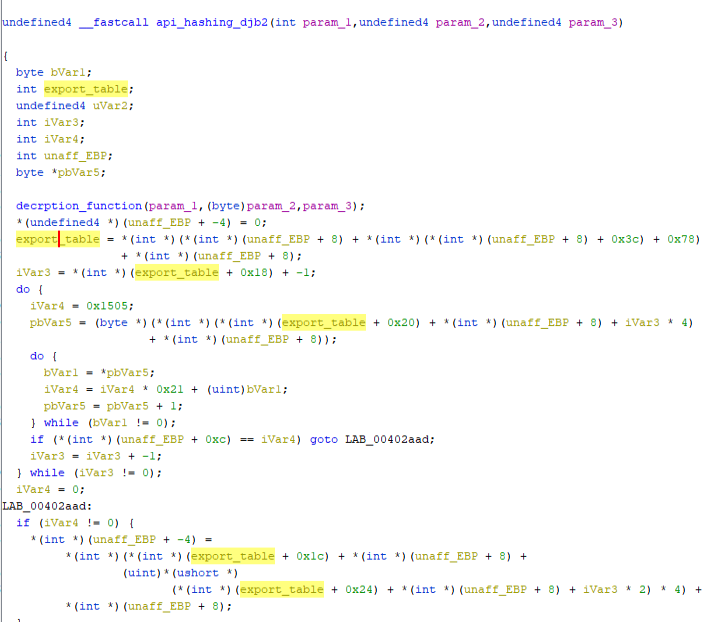 undefined4 __fastcall api_hashing_djb2(int param_1,undefined4 param_2,undefined4 param_3)
{
byte bVar1;
int export_table;
undefined4 uVar2;
int iVar3;
int iVar4;
int unaff_EBP;
byte *pbVar5;
decrption_function(param_1,(byte)param_2,param_3);
*(undefined4 *)(unaff_EBP + -4) = 0;
export_table = *(int *)(*(int *)(unaff_EBP + 8) + *(int *)(*(int *)(unaff_EBP + 8) + 0x3c) + 0x78)
+ *(int *)(unaff_EBP + 8);
iVar3 = *(int *)(export_table + 0x18) + -1;
do {
iVar4 = 0x1505;
pbVar5 = (byte *)(*(int *)(*(int *)(export_table + 0x20) + *(int *)(unaff_EBP + 8) + iVar3 * 4)
+ *(int *)(unaff_EBP + 8));
do {
bVar1 = *pbVar5;
iVar4 = iVar4 * 0x21 + (uint)bVar1;
pbVar5 = pbVar5 + 1;
} while (bVar1 != 0);
if (*(int *)(unaff_EBP + 0xc) == iVar4) goto LAB_00402aad;
iVar3 = iVar3 + -1;
} while (iVar3 != 0);
iVar4 = 0;
LAB_00402aad:
if (iVar4 != 0) {
*(int *)(unaff_EBP + -4) =
*(int *)(*(int *)(export_table + 0x1c) + *(int *)(unaff_EBP + 8) +
(uint)*(ushort *)
(*(int *)(export_table + 0x24) + *(int *)(unaff_EBP + 8) + iVar3 * 2) * 4) +
*(int *)(unaff_EBP + 8);
}